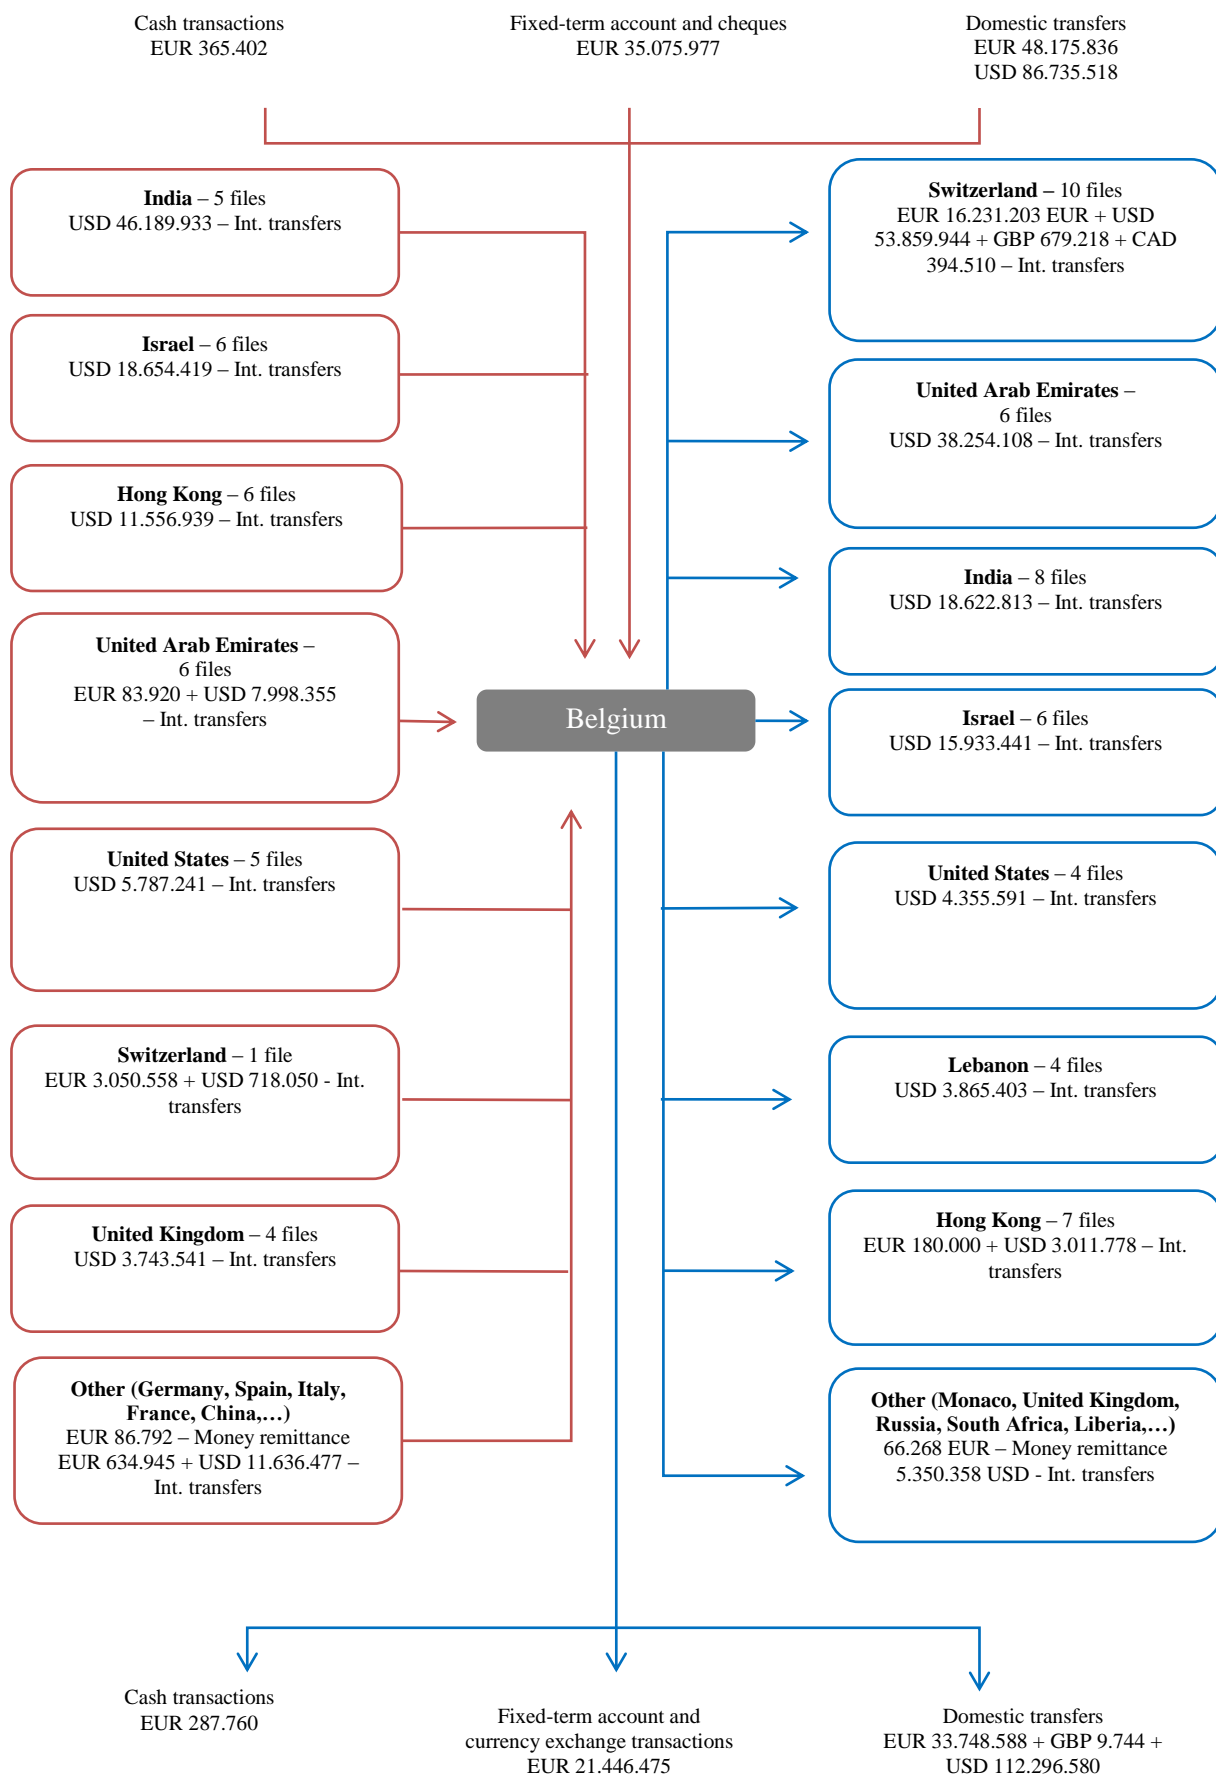 Cash transactions
EUR 365.402
Fixed-term account and cheques
EUR 35.075.977
Domestic transfers
EUR 48.175.836
USD 86.735.518
India – 5 files
USD 46.189.933 – Int. transfers
Israel – 6 files
USD 18.654.419 – Int. transfers
Hong Kong – 6 files
USD 11.556.939 – Int. transfers
United Arab Emirates –
6 files
EUR 83.920 + USD 7.998.355
– Int. transfers
United States – 5 files
USD 5.787.241 – Int. transfers
Switzerland – 1 file
EUR 3.050.558 + USD 718.050 - Int.
transfers
United Kingdom – 4 files
USD 3.743.541 – Int. transfers
Other (Germany, Spain, Italy,
France, China,…)
EUR 86.792 – Money remittance
EUR 634.945 + USD 11.636.477 –
Int. transfers
Belgium
Switzerland – 10 files
EUR 16.231.203 EUR + USD
53.859.944 + GBP 679.218 + CAD
394.510 – Int. transfers
United Arab Emirates –
6 files
USD 38.254.108 – Int. transfers
India – 8 files
USD 18.622.813 – Int. transfers
Israel – 6 files
USD 15.933.441 – Int. transfers
United States – 4 files
USD 4.355.591 – Int. transfers
Lebanon – 4 files
USD 3.865.403 – Int. transfers
Hong Kong – 7 files
EUR 180.000 + USD 3.011.778 – Int.
transfers
Other (Monaco, United Kingdom,
Russia, South Africa, Liberia,…)
66.268 EUR – Money remittance
5.350.358 USD - Int. transfers
Cash transactions
EUR 287.760
Fixed-term account and
currency exchange transactions
EUR 21.446.475
Domestic transfers
EUR 33.748.588 + GBP 9.744 +
USD 112.296.580